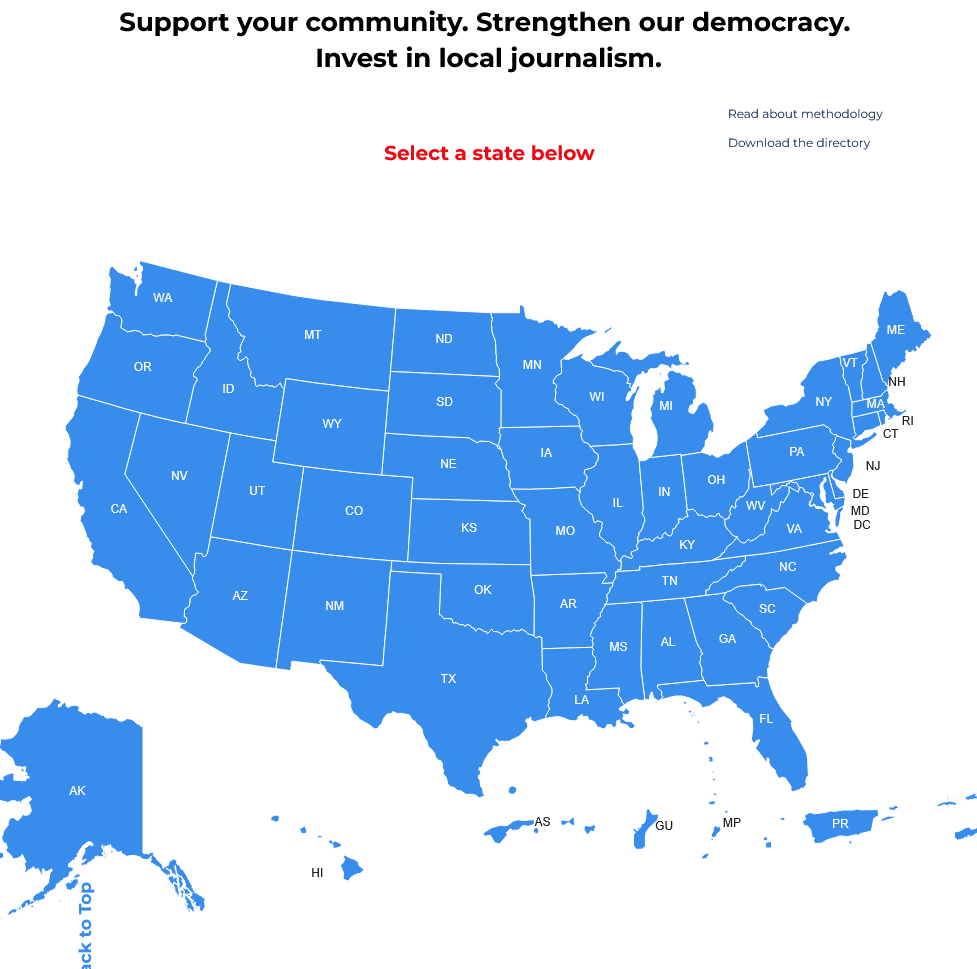 Support your community. Strengthen our democracy.
Invest in local journalism.
Read about methodology
Download the directory
Select a state below
WA
MT
ND
ME
OR
MN
VT
ID
SD
WI
MI
NH
NY
MA
WY
RI
CT
IA
PA
NE
NJ
NV
OH
UT
IN
DE
CA
CO
IL
WV
MD
KS
MO
VA
DC
KY
NC
TN
AZ
OK
NM
AR
SC
GA
AL
MS
TX
LA
FL
AK
AS
GU
MP
PR
HI
ack to Top